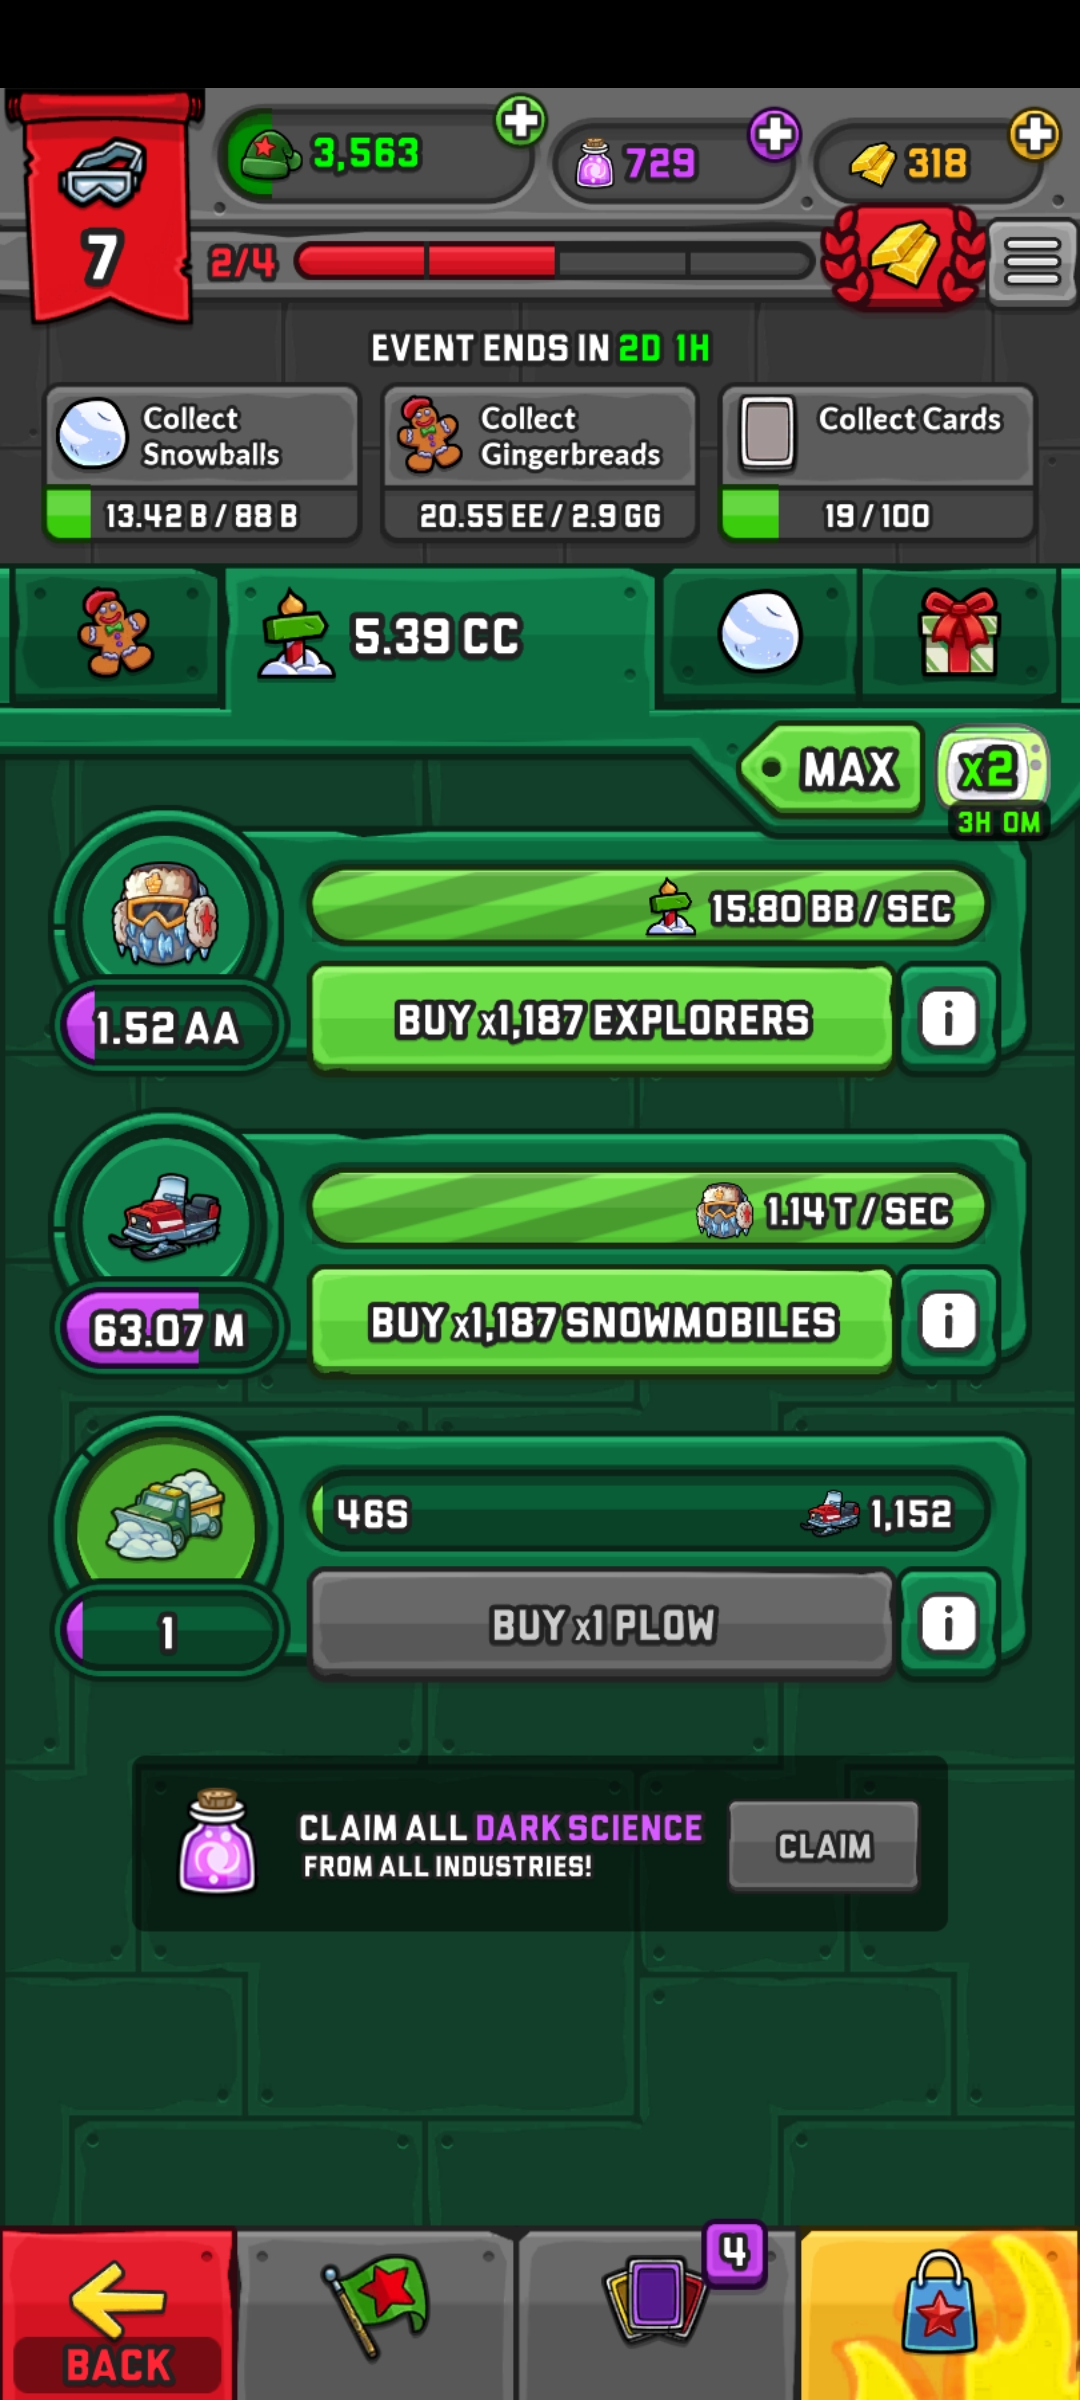 3,563
729
318
7
2/4
EVENT ENDS IN 2D 1H
Collect
Snowballs
13.42 B / 88 B
Collect
Gingerbreads
20.55 EE / 2.9 GG
Collect Cards
19 / 100
5.39 CC
MAX
x2
3H 0M
15.80 BB / SEC
1.52 AA
BUY x1,187 EXPLORERS
i
1.14 T / SEC
63.07 M
BUY x1,187 SNOWMOBILES
i
46S
1,152
1
BUY x1 PLOW
i
CLAIM ALL DARK SCIENCE
FROM ALL INDUSTRIES!
CLAIM
4
BACK